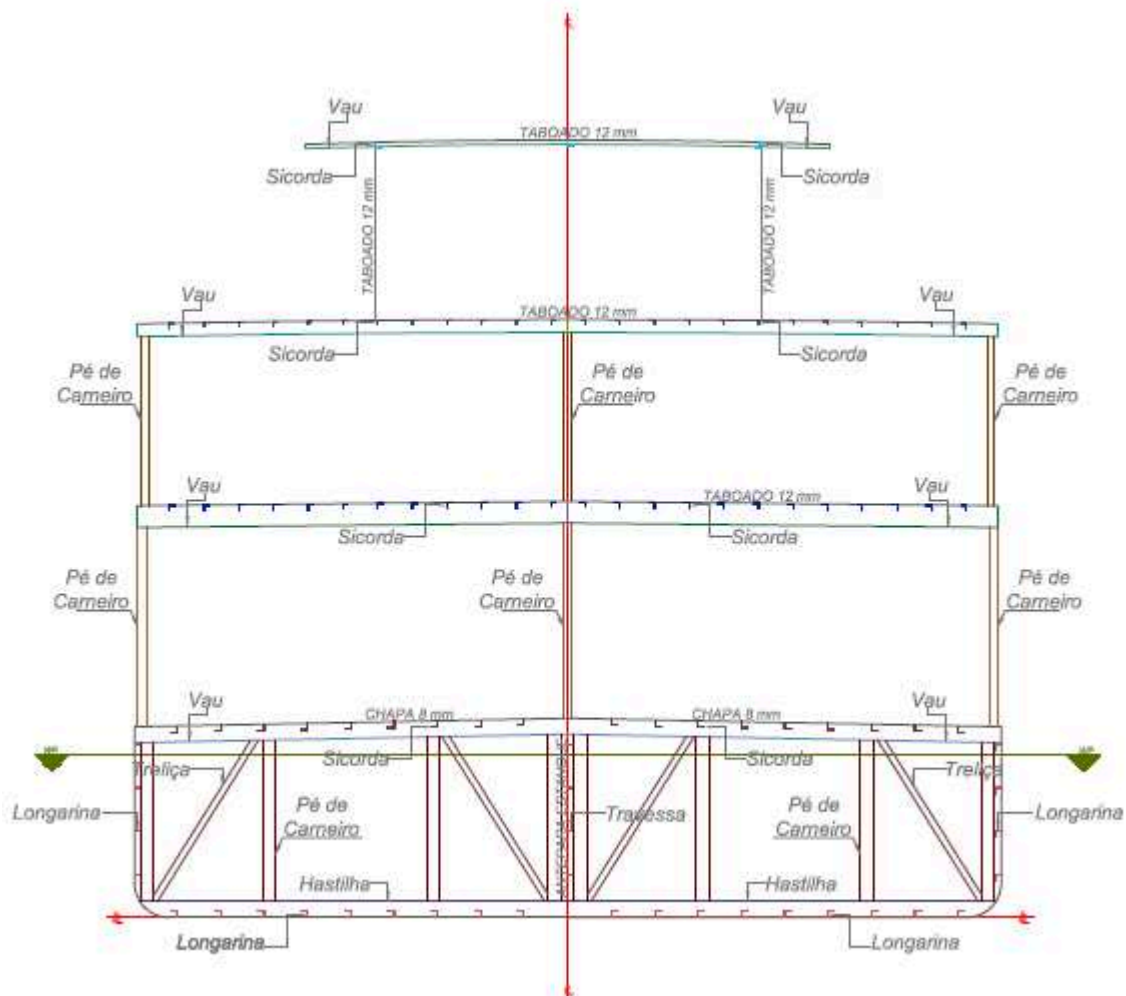 Vau
Vau
TABOADO 12 mm
Sicorda
Sicorda
TABOADO 12 mm
TABOADO 12 mm
Vau
Vau
TABOADO 12 mm
Sicorda
Sicorda
Pé de
Carneiro
Pé de
Carneiro
Pé de
Carneiro
Vau
Vau
TABOADO 12 mm
Sicorda
Sicorda
Pé de
Carneiro
Pé de
Carneiro
Pé de
Carneiro
Vau
Vau
CHAPA 8 mm
CHAPA 8 mm
Sicorda
Sicorda
Treliça
Treliça
Longarina
Longarina
Pé de
Carneiro
Travessa
Pé de
Carneiro
Hastilha
Hastilha
Longarina
Longarina